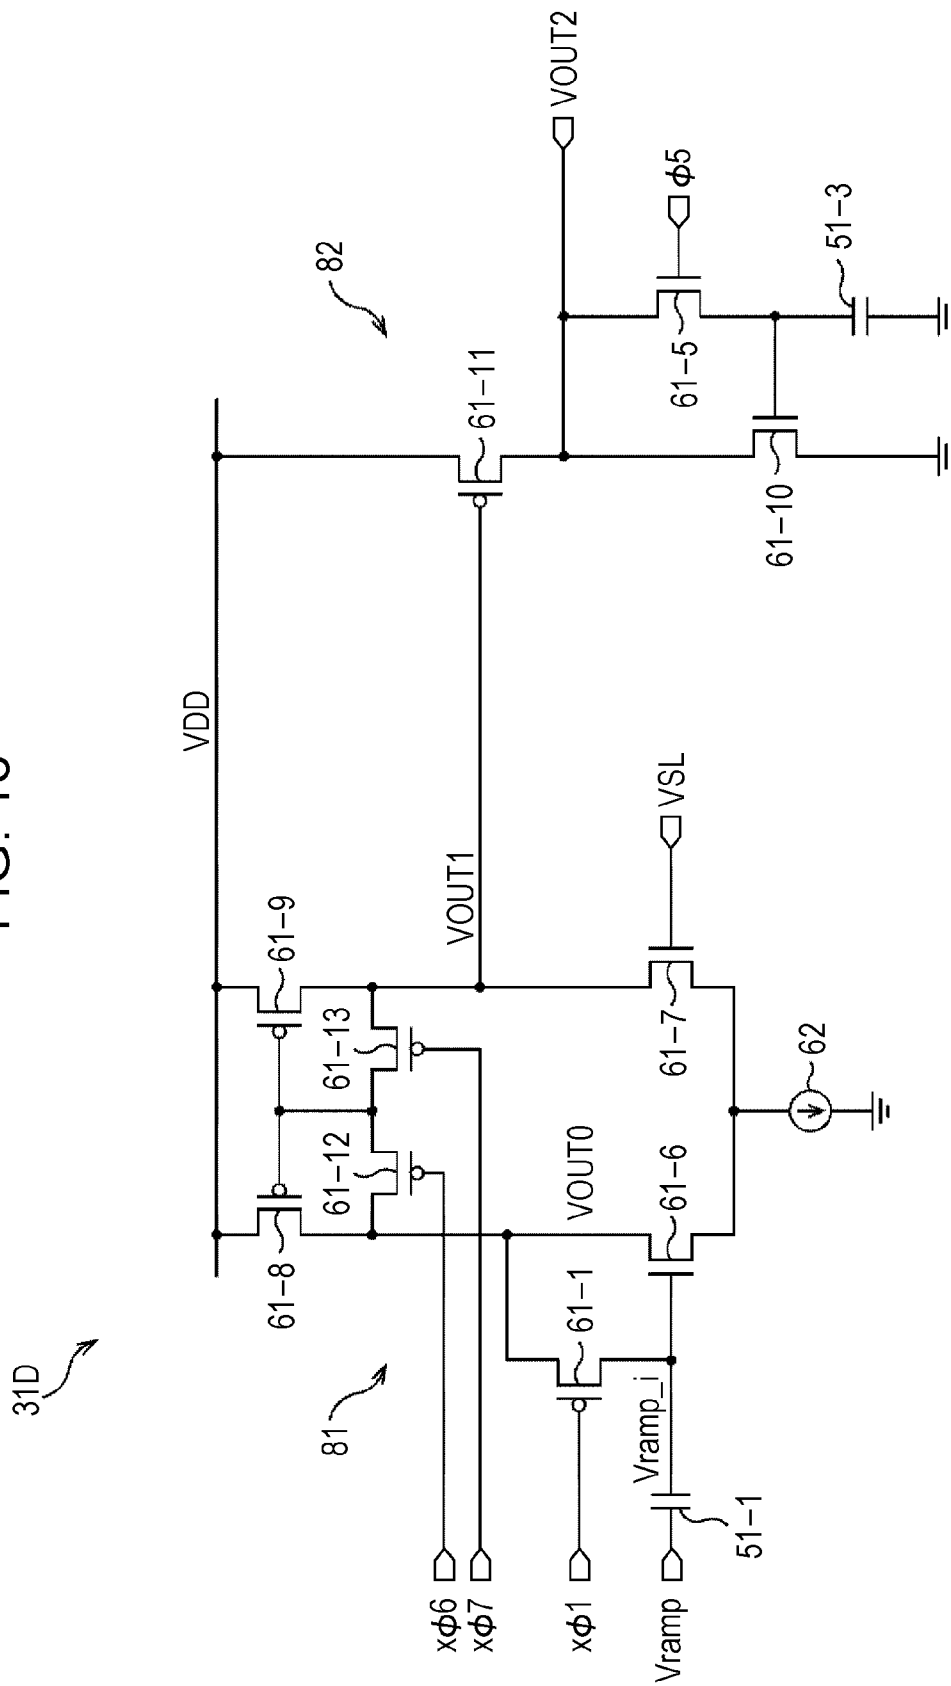 31D
VDD
61-8
61-9
81
82
61-12
61-13
xφ6
xφ7
VOUT1
61-11
VOUT2
VOUT0
61-1
xφ1
Vramp_i
Vramp
51-1
61-6
61-7
VSL
62
61-5
φ5
61-10
51-3